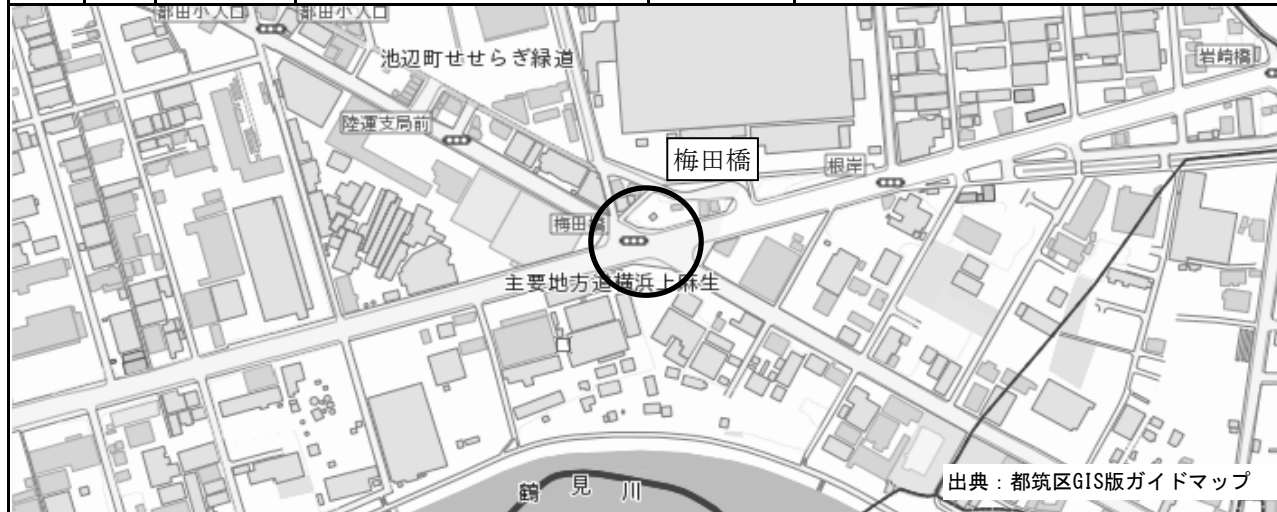 都田小入口
都田小入口
池辺町せせらぎ緑道
岩崎橋
陸運支局前
梅田橋
根岸
梅田橋
主要地方道横浜上麻生
出典：都筑区GIS版ガイドマップ
鶴見川